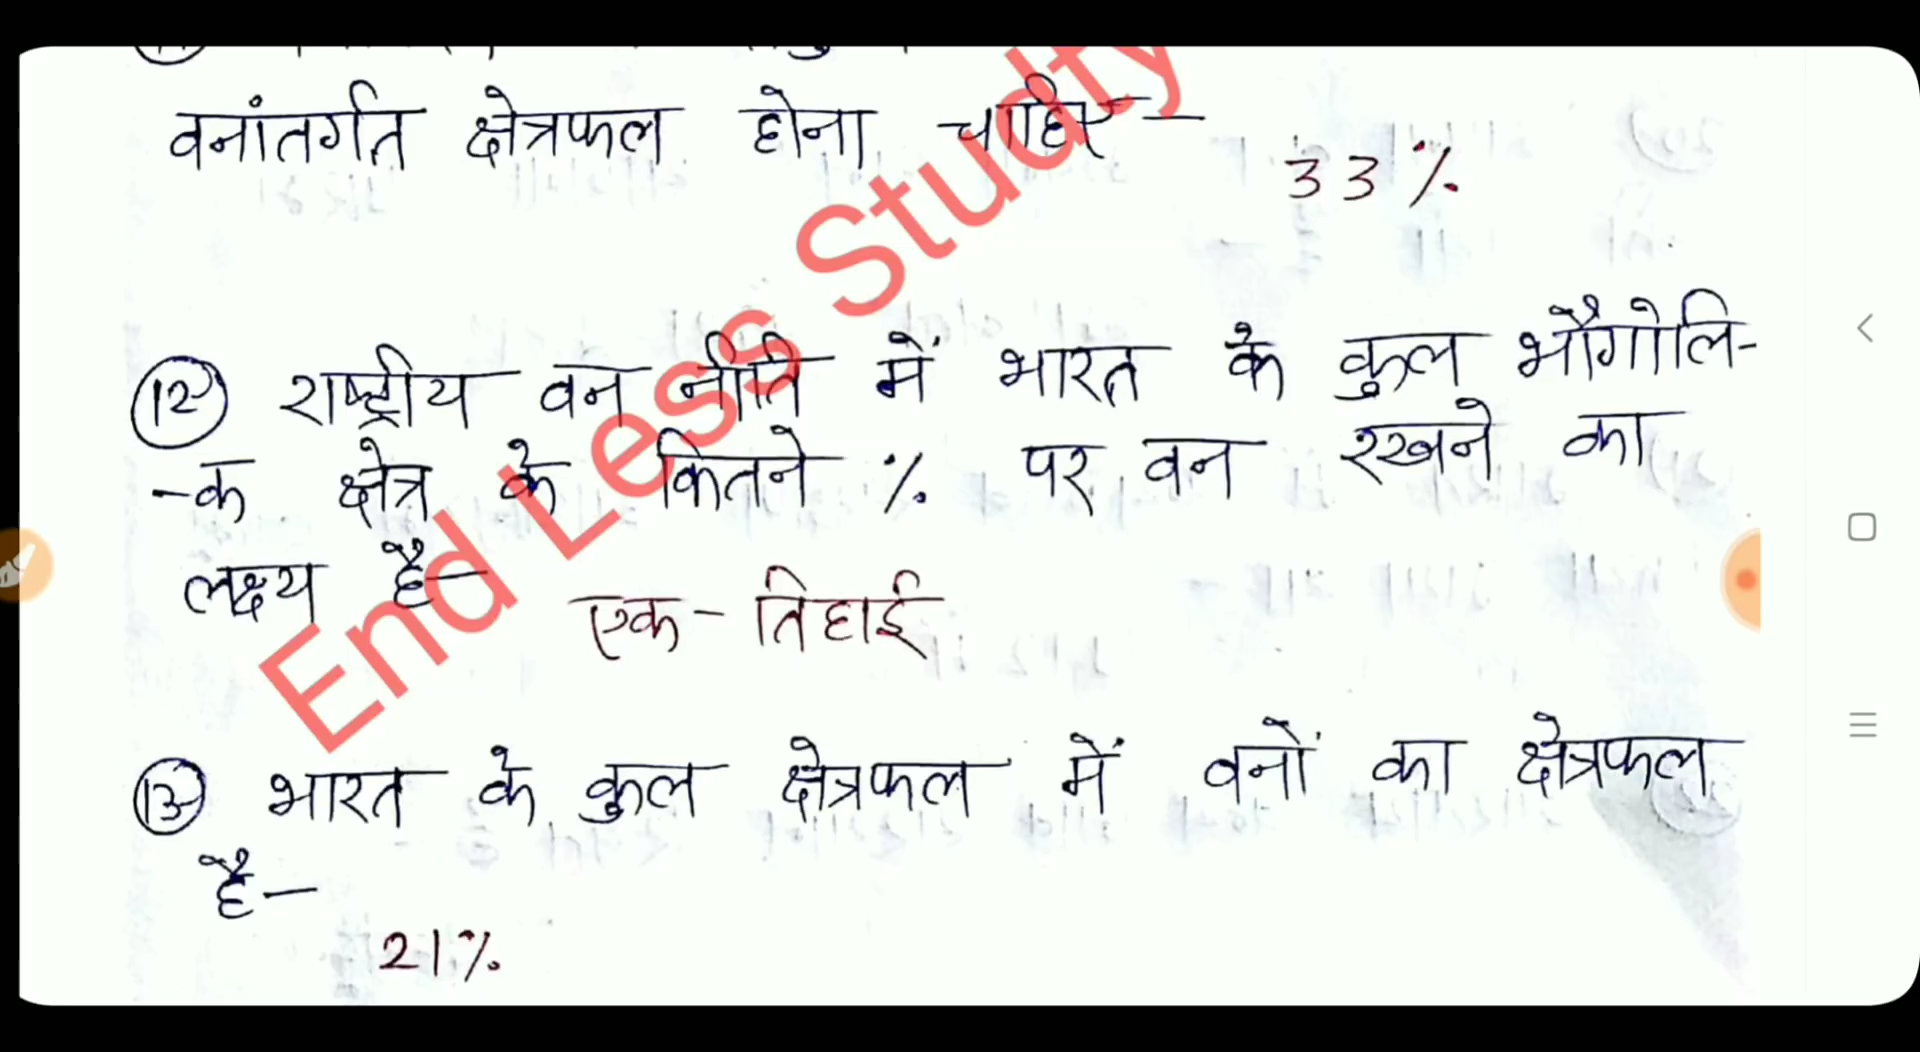 वनांतर्गत क्षेत्रफल होना चाहिए -
33%
(12) राष्ट्रीय वन नीति में भारत के कुल भौगोलि-
-क क्षेत्र के कितने % पर वन रखने का
लक्ष्य है -
एक - तिहाई
(13) भारत के कुल क्षेत्रफल में वनों का क्षेत्रफल
है -
21%
End Less Study